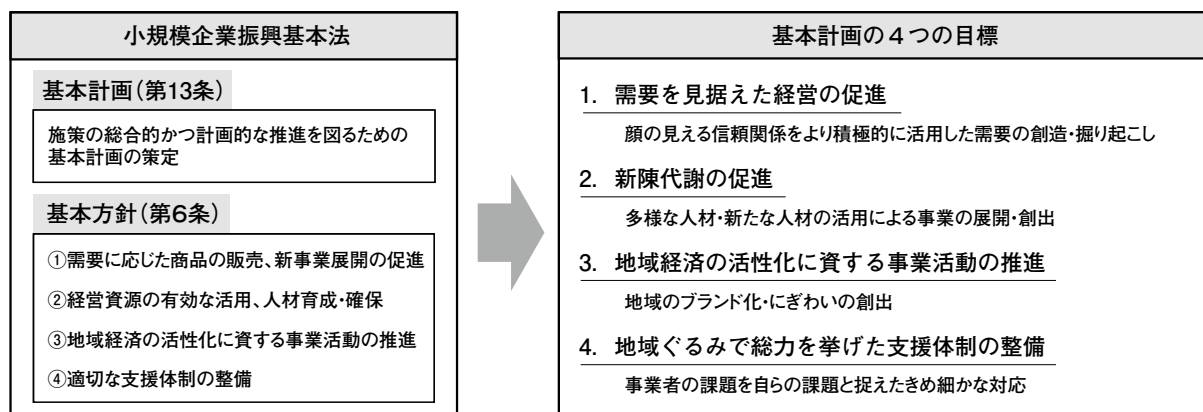 小規模企業振興基本法
基本計画（第13条）
施策の総合的かつ計画的な推進を図るための
基本計画の策定
基本方針（第6条）
①需要に応じた商品の販売、新事業展開の促進
②経営資源の有効な活用、人材育成・確保
③地域経済の活性化に資する事業活動の推進
④適切な支援体制の整備
基本計画の４つの目標
1. 需要を見据えた経営の促進
顔の見える信頼関係をより積極的に活用した需要の創造・掘り起こし
2. 新陳代謝の促進
多様な人材・新たな人材の活用による事業の展開・創出
3. 地域経済の活性化に資する事業活動の推進
地域のブランド化・にぎわいの創出
4. 地域ぐるみで総力を挙げた支援体制の整備
事業者の課題を自らの課題と捉えたきめ細かな対応